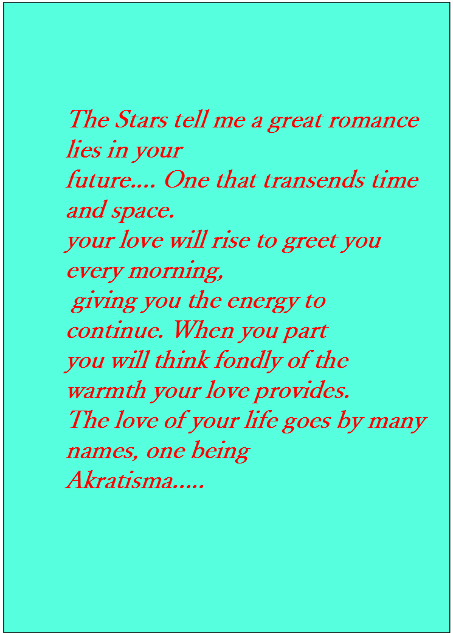 The Stars tell me a great romance
lies in your
future.... One that transends time
and space.
your love will rise to greet you
every morning,
giving you the energy to
continue. When you part
you will think fondly of the
warmth your love provides.
The love of your life goes by many
names, one being
Akratisma.....